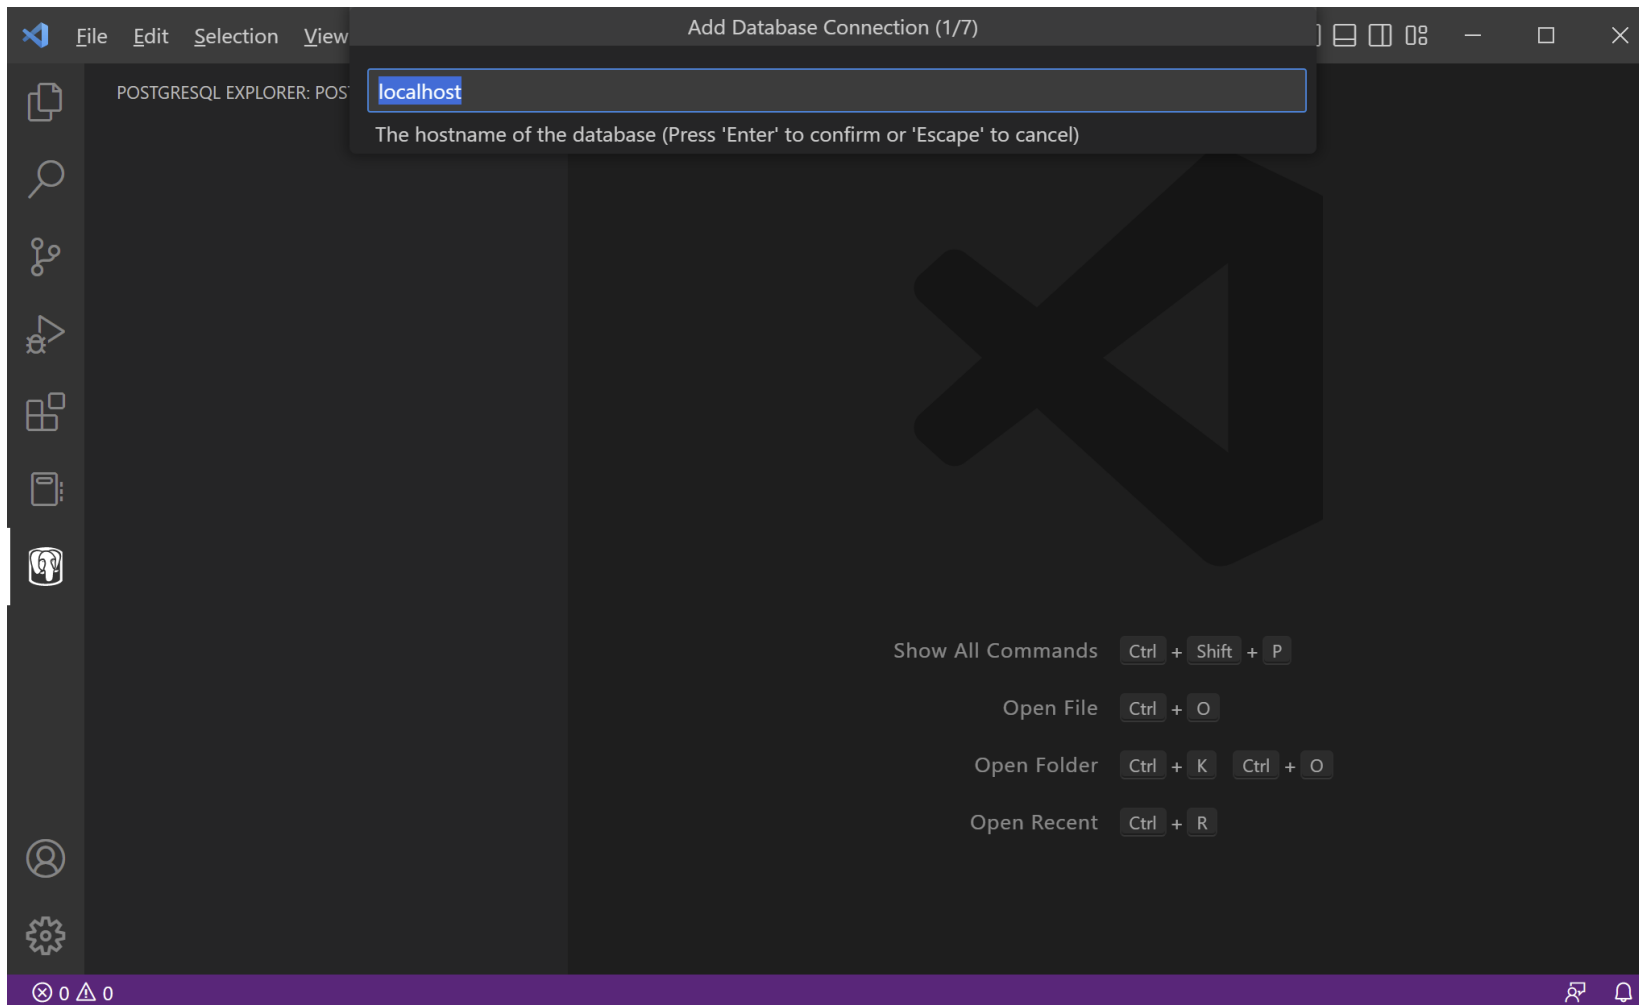 File Edit Selection View
Add Database Connection (1/7)
localhost
The hostname of the database (Press 'Enter' to confirm or 'Escape' to cancel)
POSTGRESQL EXPLORER: POST
Show All Commands Ctrl + Shift + P
Open File Ctrl + O
Open Folder Ctrl + K Ctrl + O
Open Recent Ctrl + R
0 0